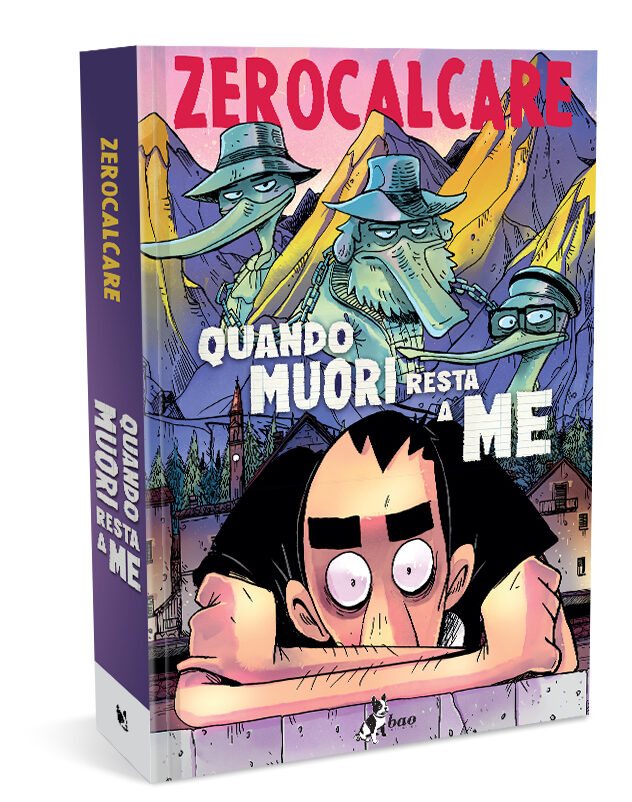 ZEROCALCARE
QUANDO
MUORI RESTA
A ME
bao
ZEROCALCARE
QUANDO
MUORI RESTA
A ME